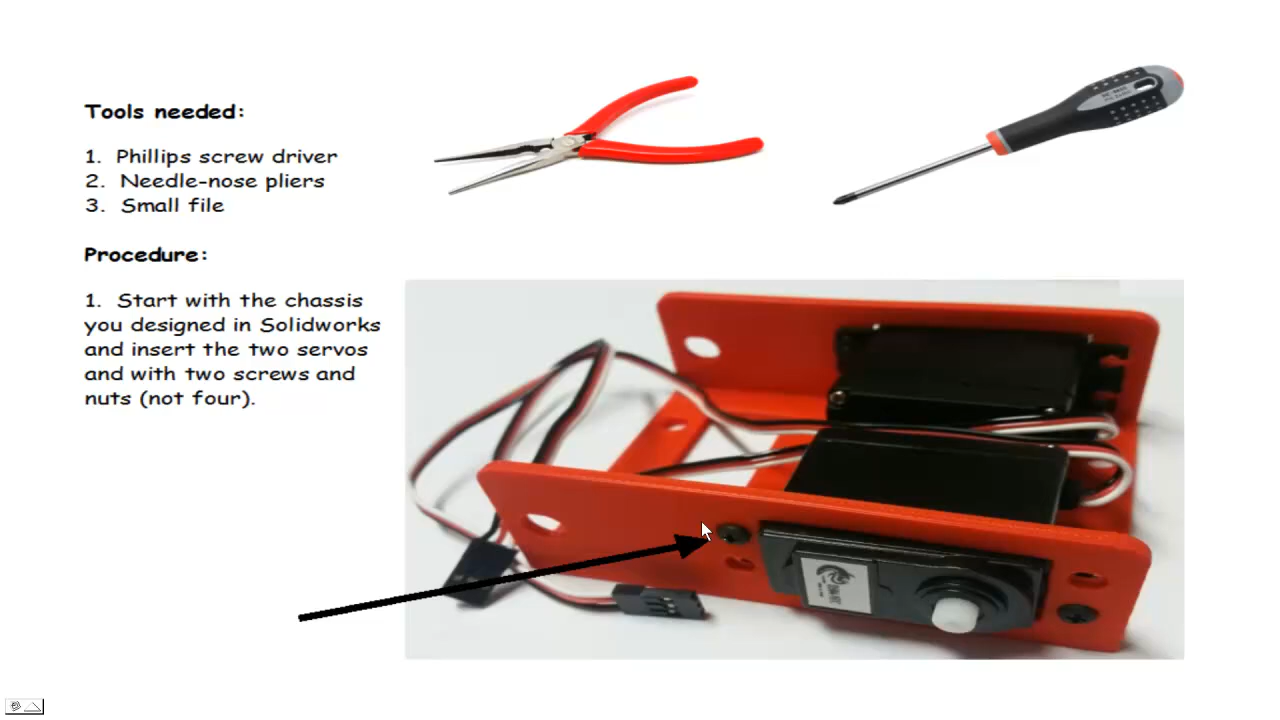 Tools needed:
1. Phillips screw driver
2. Needle-nose pliers
3. Small file
Procedure:
1. Start with the chassis
you designed in Solidworks
and insert the two servos
and with two screws and
nuts (not four).